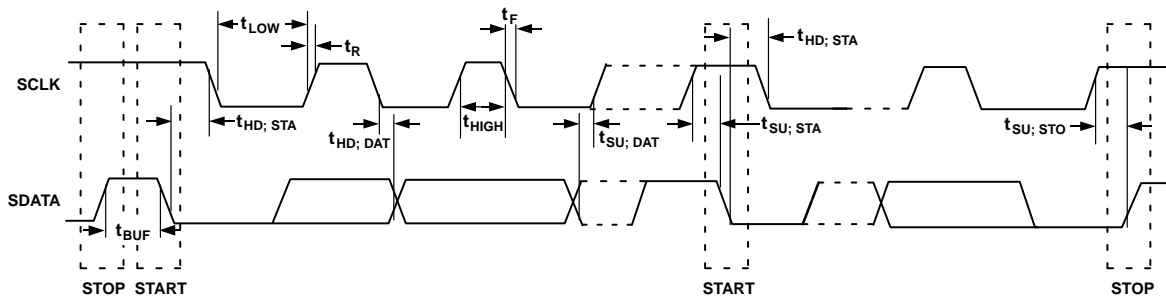 tLOW
tR
tF
tHD; STA
SCLK
tHD; STA
tHD; DAT
tHIGH
tSU; DAT
tSU; STA
tSU; STO
SDATA
tBUF
STOP START
START
STOP